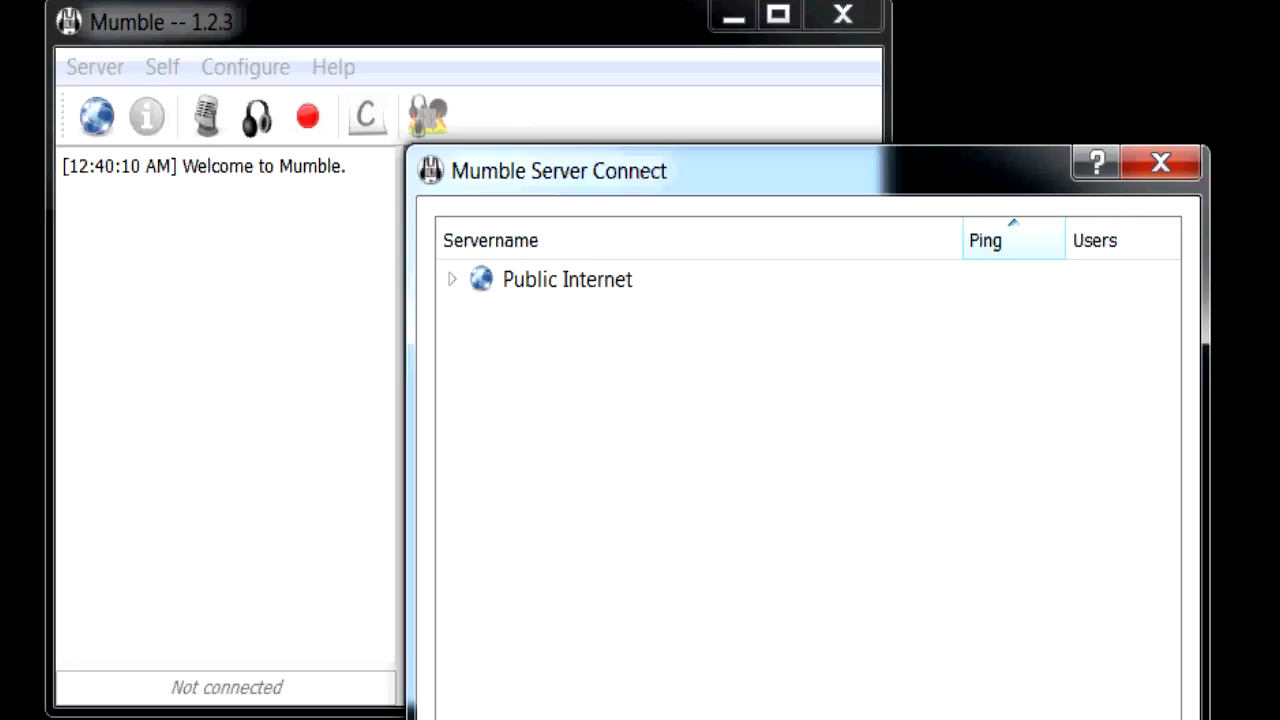 Mumble -- 1.2.3
Server Self Configure Help
C
[12:40:10 AM] Welcome to Mumble.
Not connected
Mumble Server Connect
?
Servername Ping Users
Public Internet